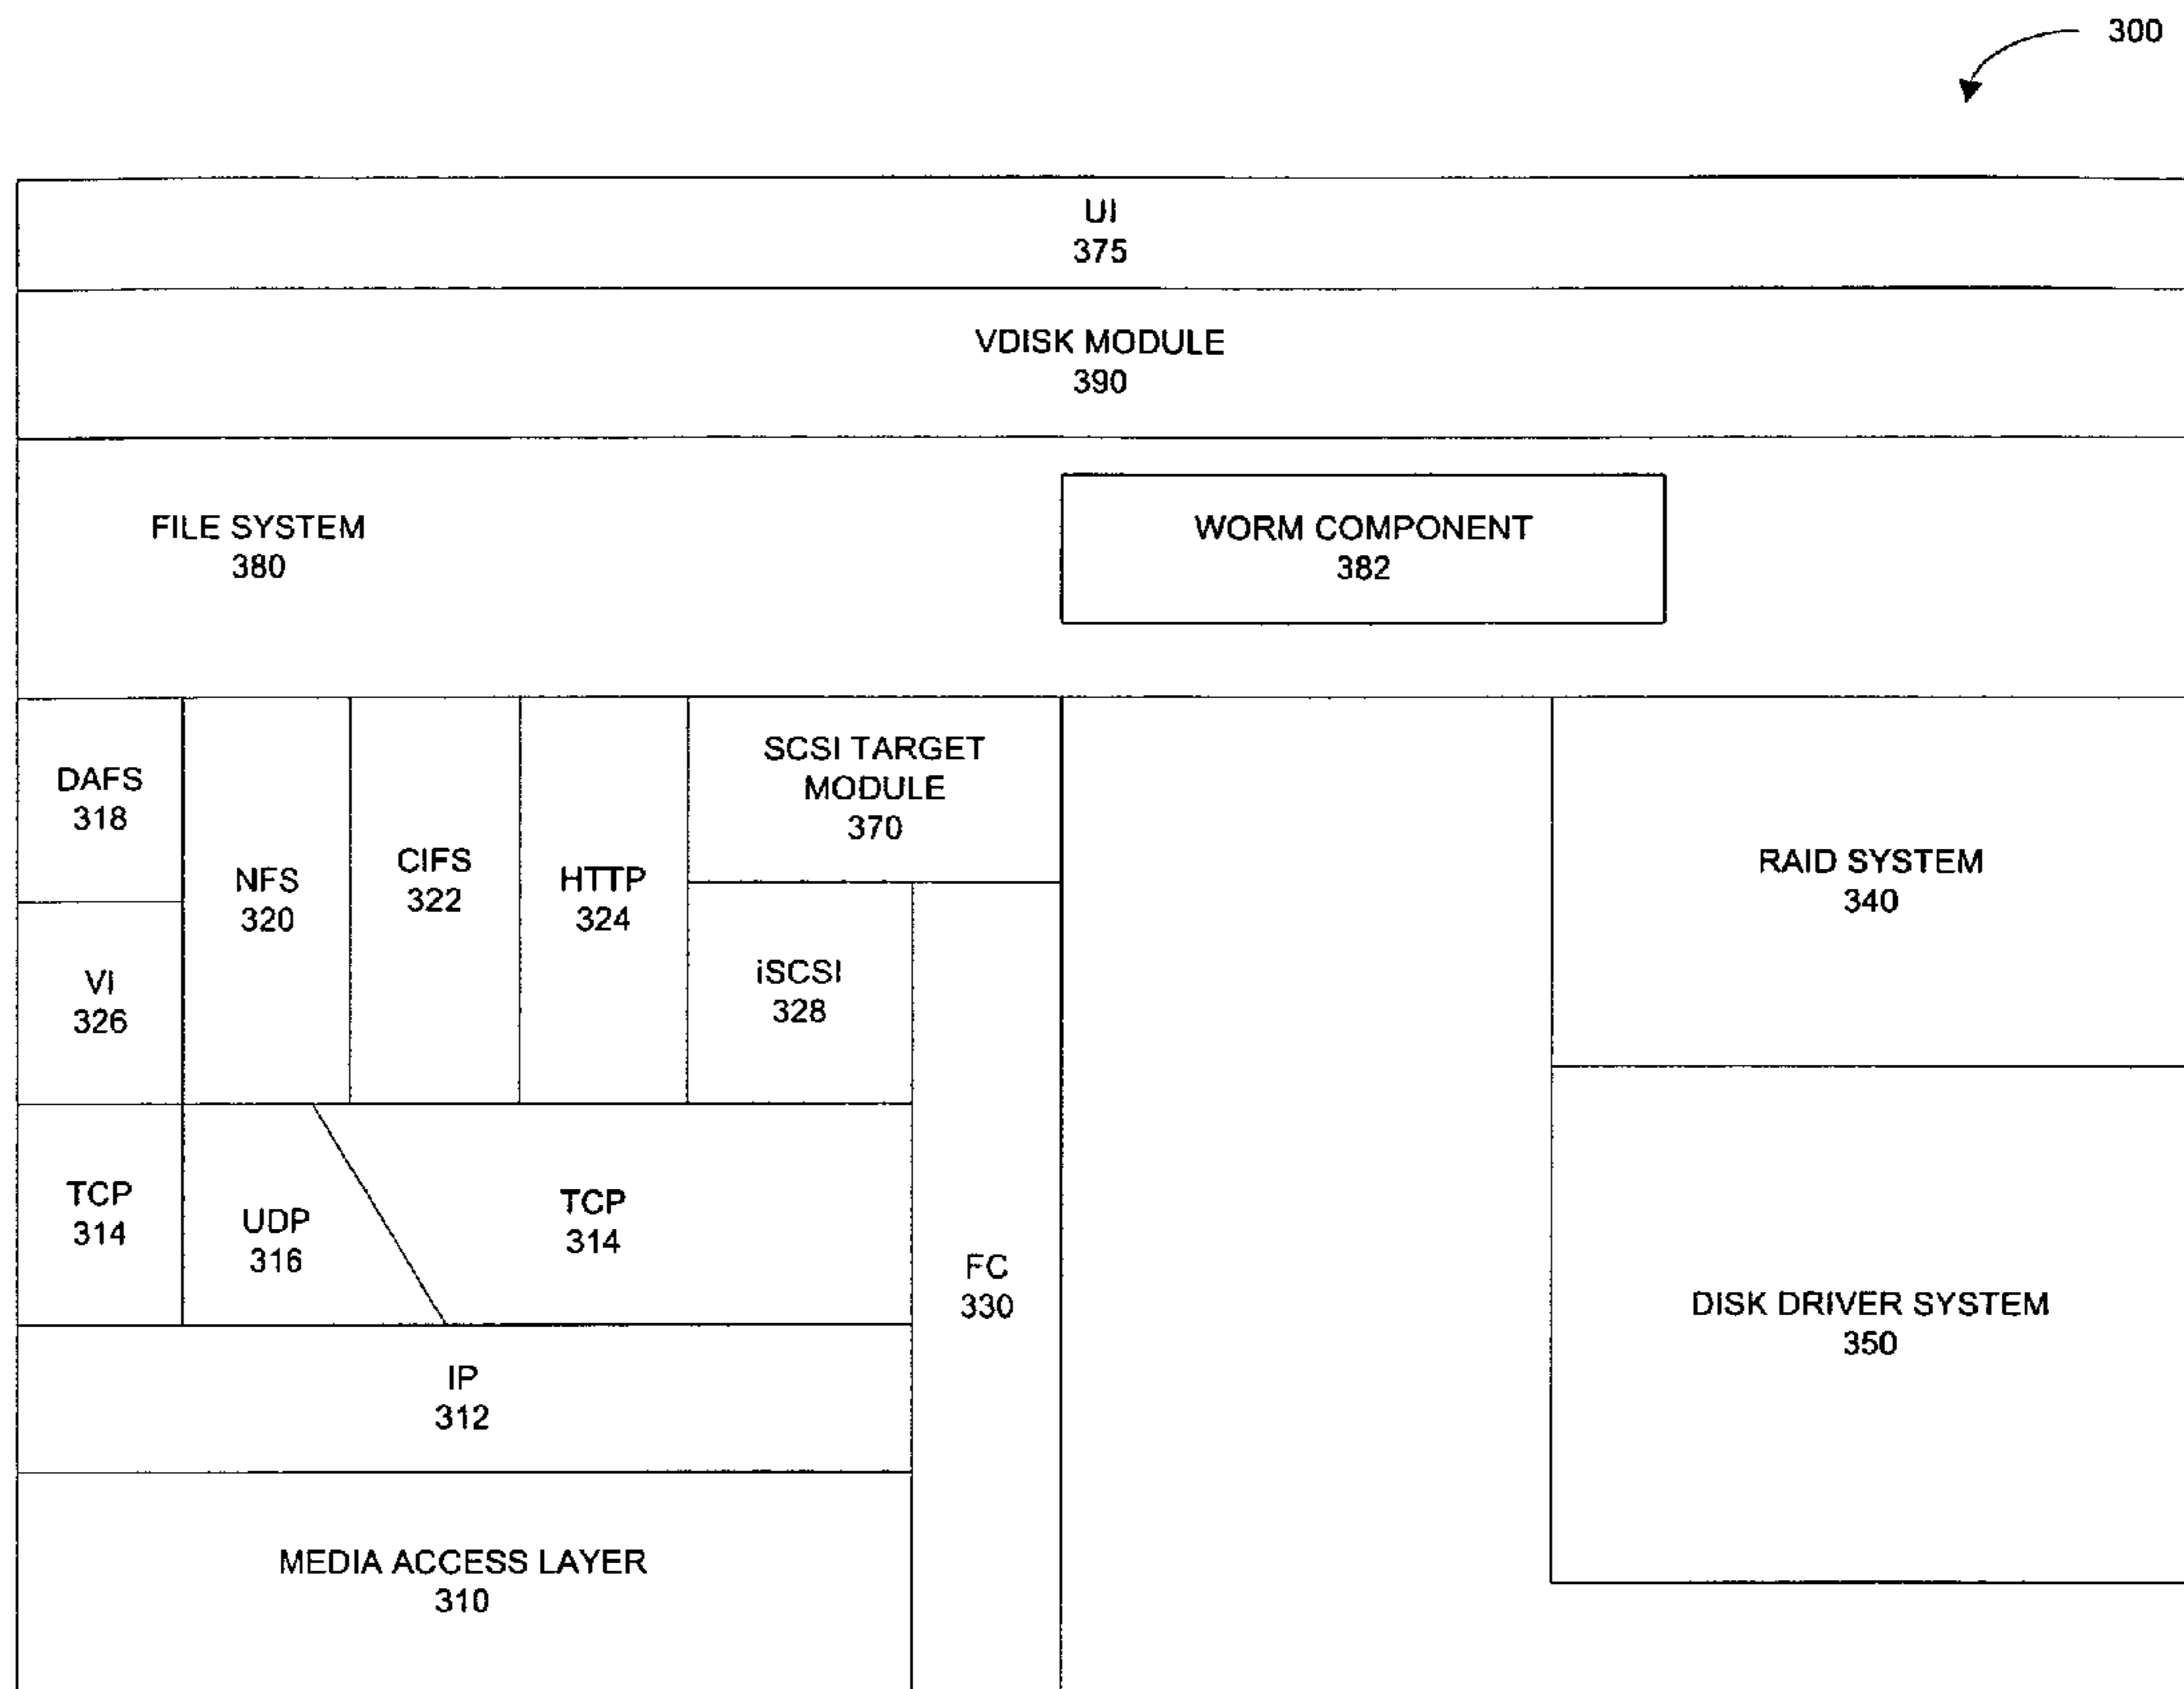 300
UI
375
VDISK MODULE
390
FILE SYSTEM
380
WORM COMPONENT
382
DAFS
318
NFS
320
CIFS
322
HTTP
324
SCSI TARGET
MODULE
370
RAID SYSTEM
340
VI
326
iSCSI
328
TCP
314
UDP
316
TCP
314
FC
330
DISK DRIVER SYSTEM
350
IP
312
MEDIA ACCESS LAYER
310